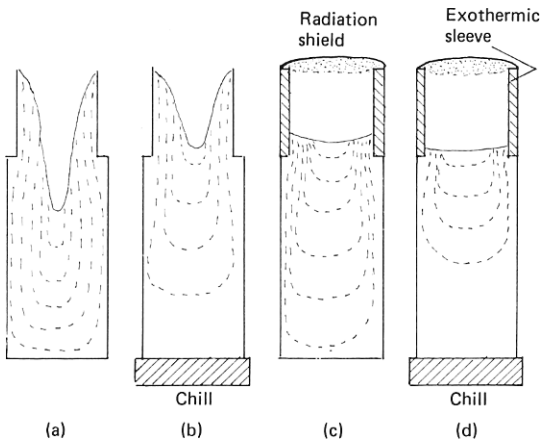 Radiation
shield
Exothermic
sleeve
Chill
Chill
(a)
(b)
(c)
(d)